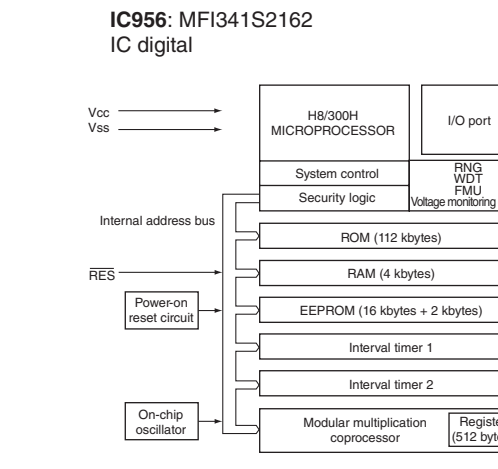 IC956: MFI341S2162
IC digital
Vcc
Vss
H8/300H
MICROPROCESSOR
I/O port
System control
Security logic
RNG
WDT
FMU
Voltage monitoring
Internal address bus
ROM (112 kbytes)
RES
RAM (4 kbytes)
Power-on
reset circuit
EEPROM (16 kbytes + 2 kbytes)
Interval timer 1
Interval timer 2
On-chip
oscillator
Modular multiplication
coprocessor
Registe
(512 byt